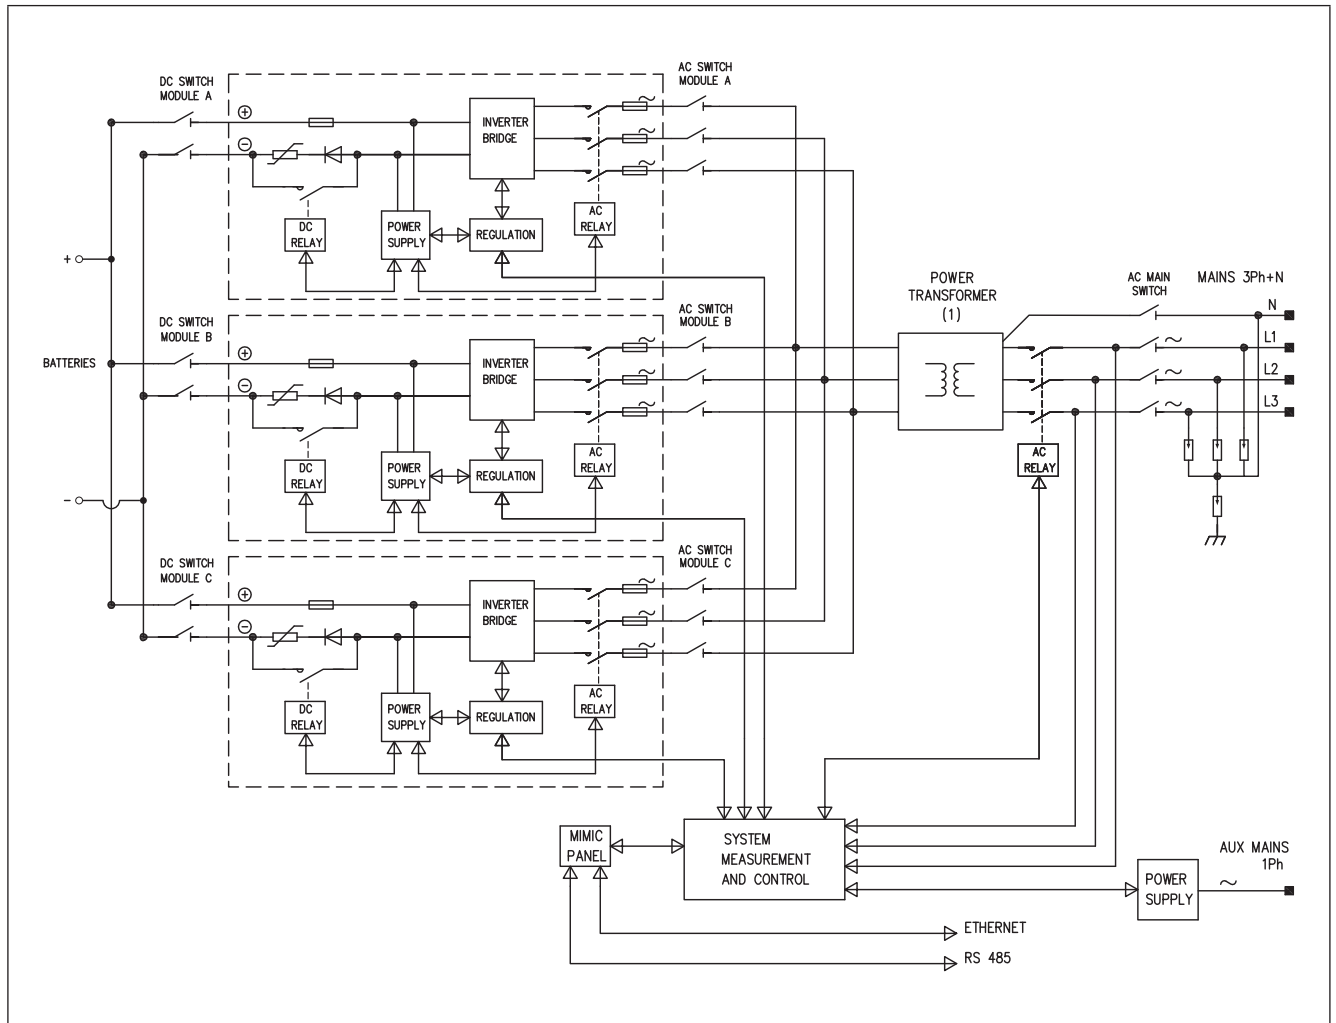 DC SWITCH
MODULE A
AC SWITCH
MODULE A
+
−
INVERTER
BRIDGE
DC
RELAY
POWER
SUPPLY
REGULATION
AC
RELAY
+
BATTERIES
−
DC SWITCH
MODULE B
AC SWITCH
MODULE B
+
−
INVERTER
BRIDGE
DC
RELAY
POWER
SUPPLY
REGULATION
AC
RELAY
DC SWITCH
MODULE C
AC SWITCH
MODULE C
+
−
INVERTER
BRIDGE
DC
RELAY
POWER
SUPPLY
REGULATION
AC
RELAY
POWER
TRANSFORMER
(1)
AC MAIN
SWITCH
MAINS 3Ph+N
N
L1
L2
L3
AC
RELAY
MIMIC
PANEL
SYSTEM
MEASUREMENT
AND CONTROL
AUX MAINS
1Ph
POWER
SUPPLY
ETHERNET
RS 485